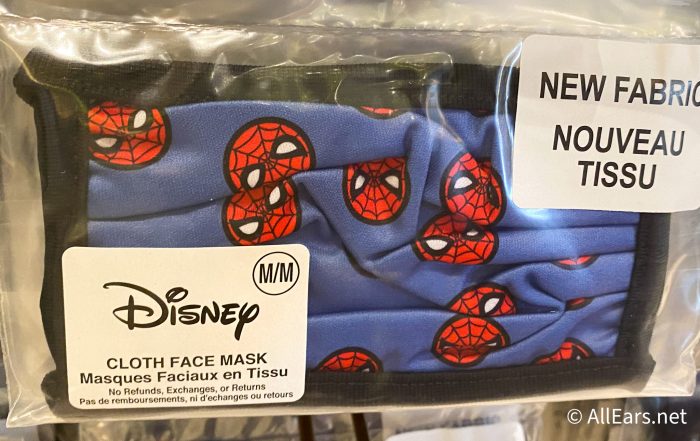 NEW FABRIC
NOUVEAU
TISSU
M/M
Disney
CLOTH FACE MASK
Masques Faciaux en Tissu
No Refunds, Exchanges, or Returns
Pas de remboursements, ni d'echanges ou retours
© AllEars.net